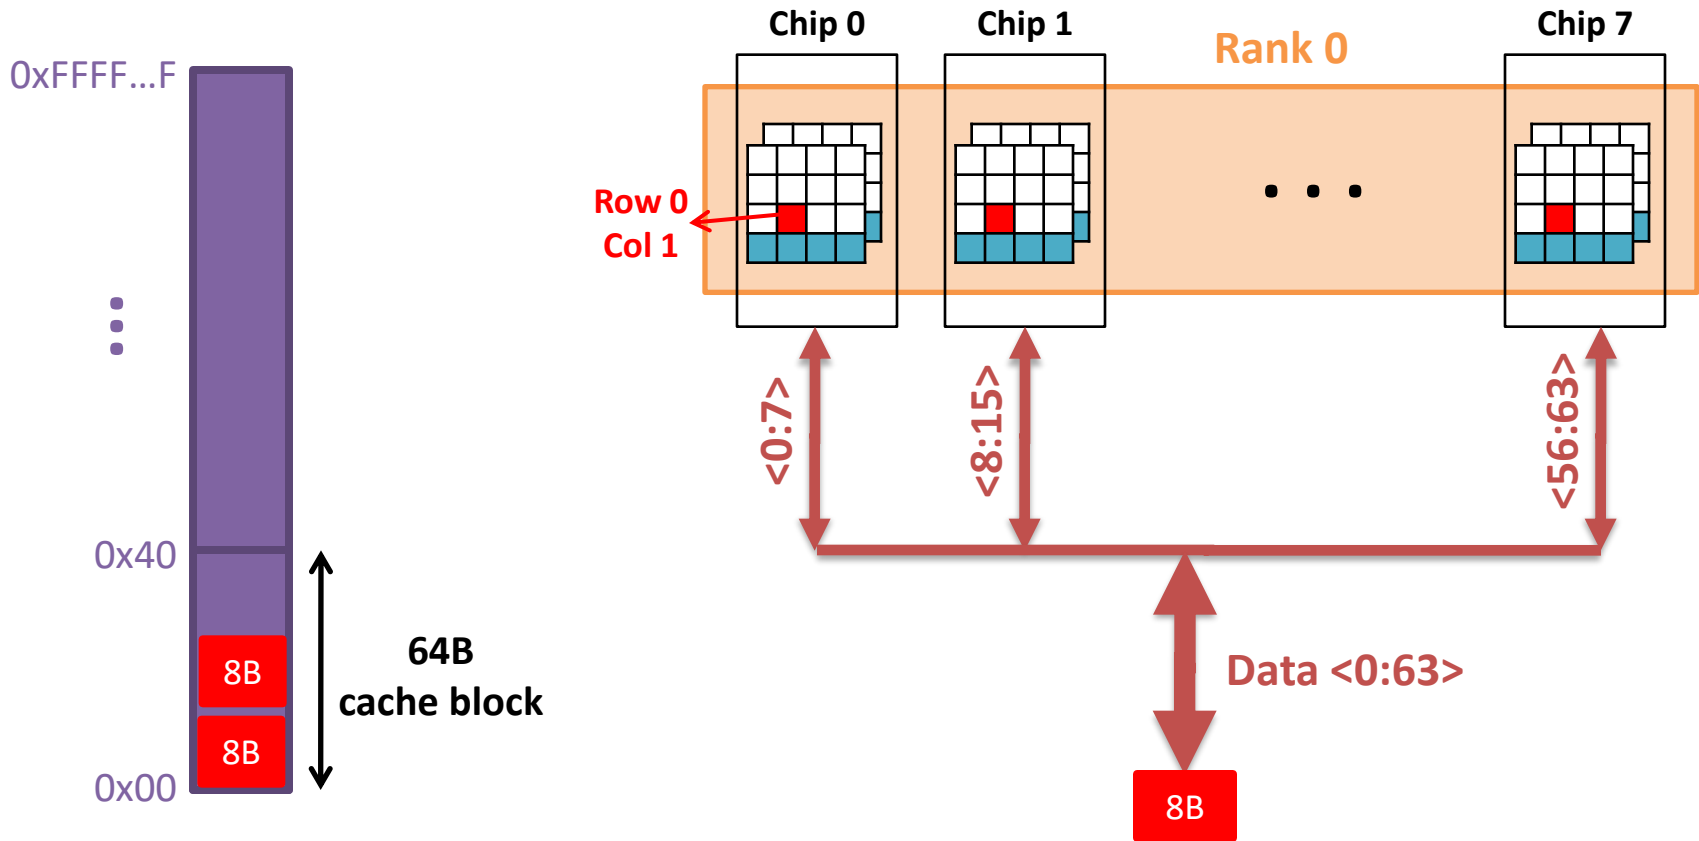 Chip 0
Chip 1
Chip 7
Rank 0
0xFFFF...F
Row 0
Col 1
<0:7>
<8:15>
<56:63>
0x40
64B
cache block
8B
8B
0x00
Data <0:63>
8B